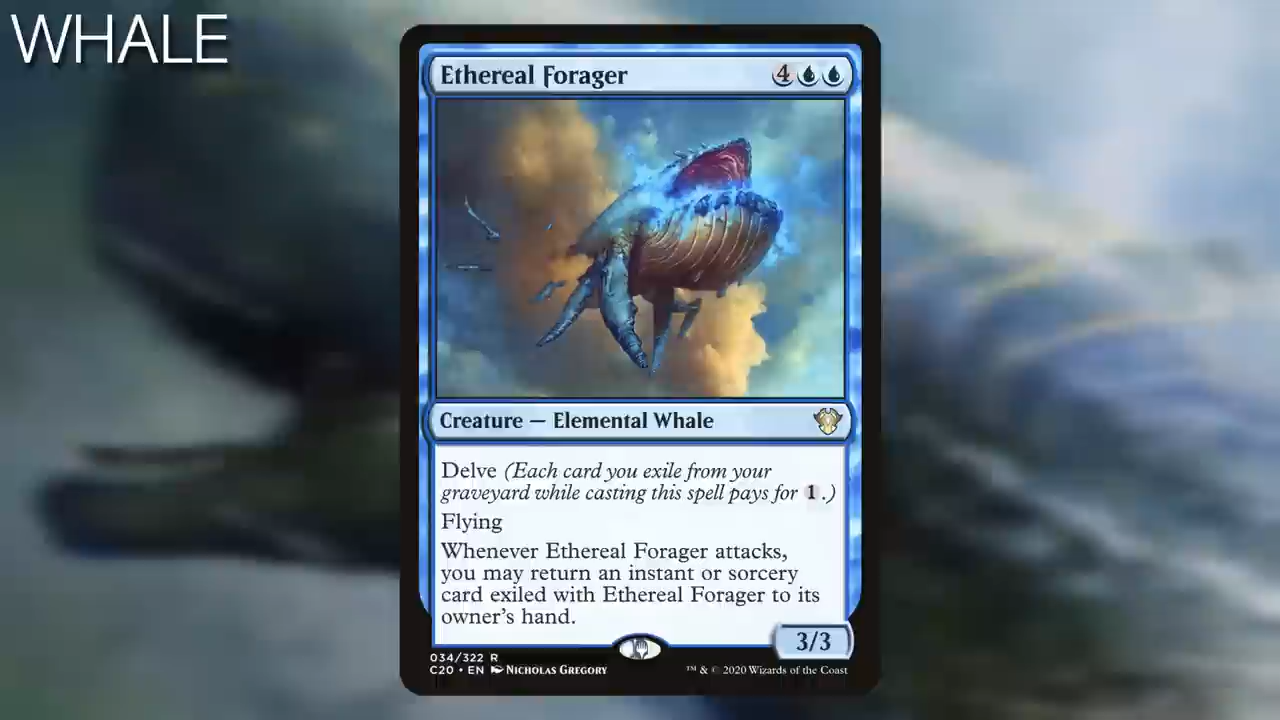 WHALE
Ethereal Forager 4
Creature — Elemental Whale
Delve (Each card you exile from your
graveyard while casting this spell pays for 1.)
Flying
Whenever Ethereal Forager attacks,
you may return an instant or sorcery
card exiled with Ethereal Forager to its
owner's hand.
3/3
034/322 R
C20 • EN Nicholas Gregory
™ & © 2020 Wizards of the Coast